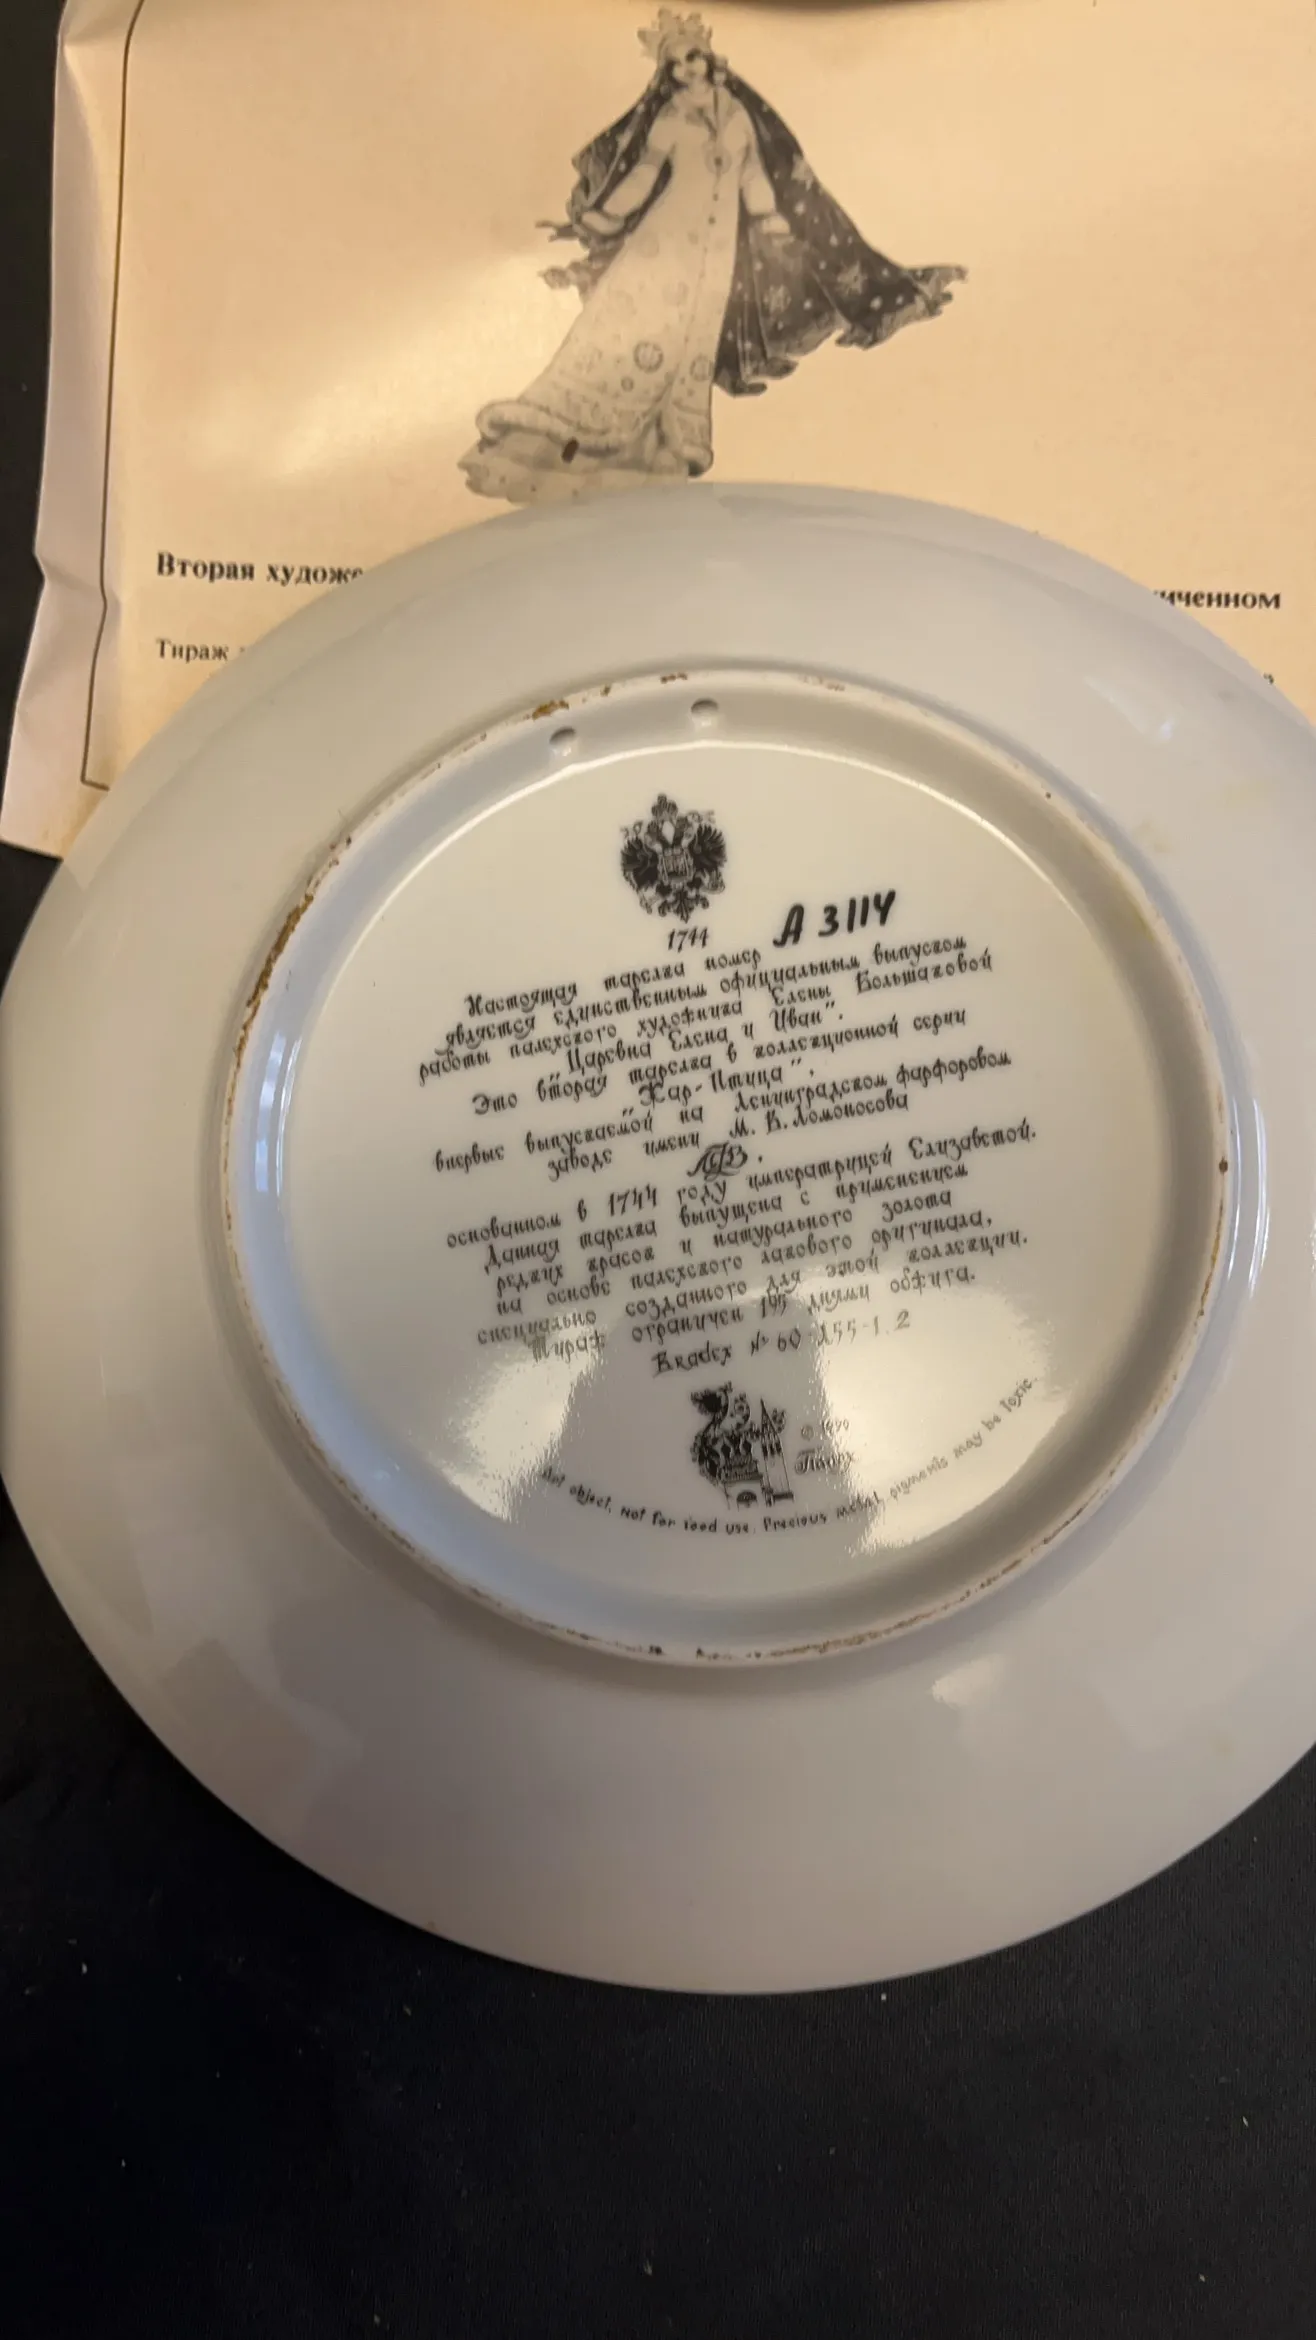 Вторая художе
иченном
Тираж
1744
Настоящая тарелка номер А 3114
является единственным официальным выпуском
работы палехского художника Елены Большаковой
"Царевна Елена и Иван".
Это вторая тарелка в коллекционной серии
"Жар-Птица",
впервые выпускаемой на Ленинградском фарфоровом
заводе имени М. В. Ломоносова
ЛФЗ.
основанном в 1744 году императрицей Елизаветой.
Данная тарелка выпущена с применением
редких красок и натурального золота
на основе палехского лакового оригинала,
специально созданного для этой коллекции.
Тираж ограничен 195 днями обжига.
Bradex № 60-Л55-1.2
© 1990
Палех
Art object. Not for food use. Precious metal pigments may be Toxic.